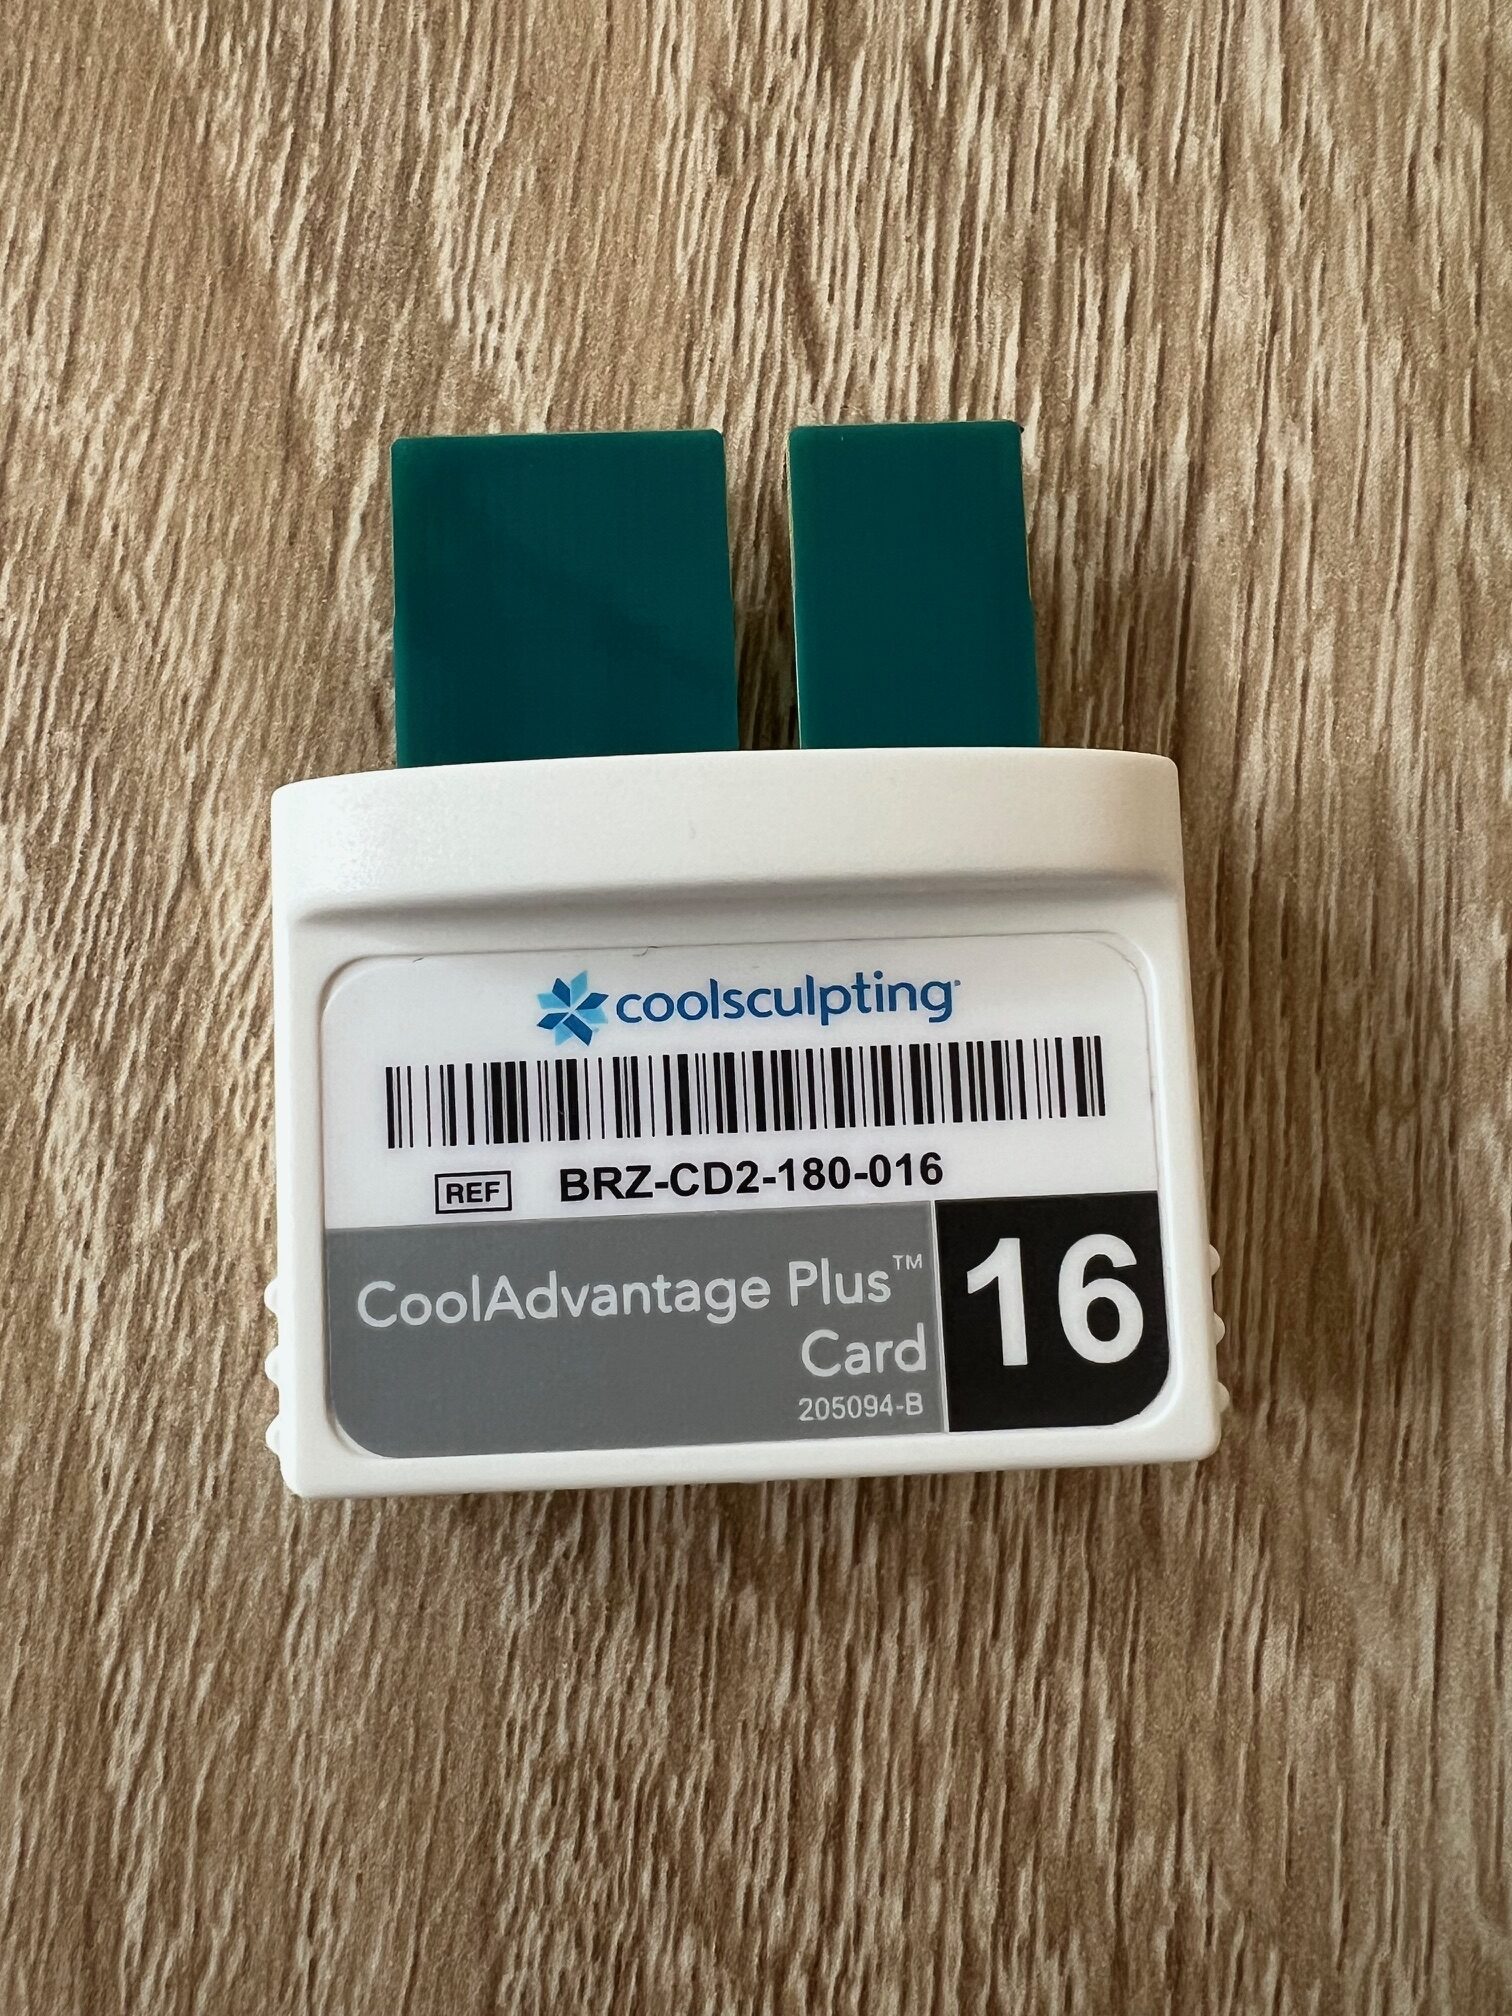 coolsculpting
REF BRZ-CD2-180-016
CoolAdvantage Plus™
Card
205094-B
16